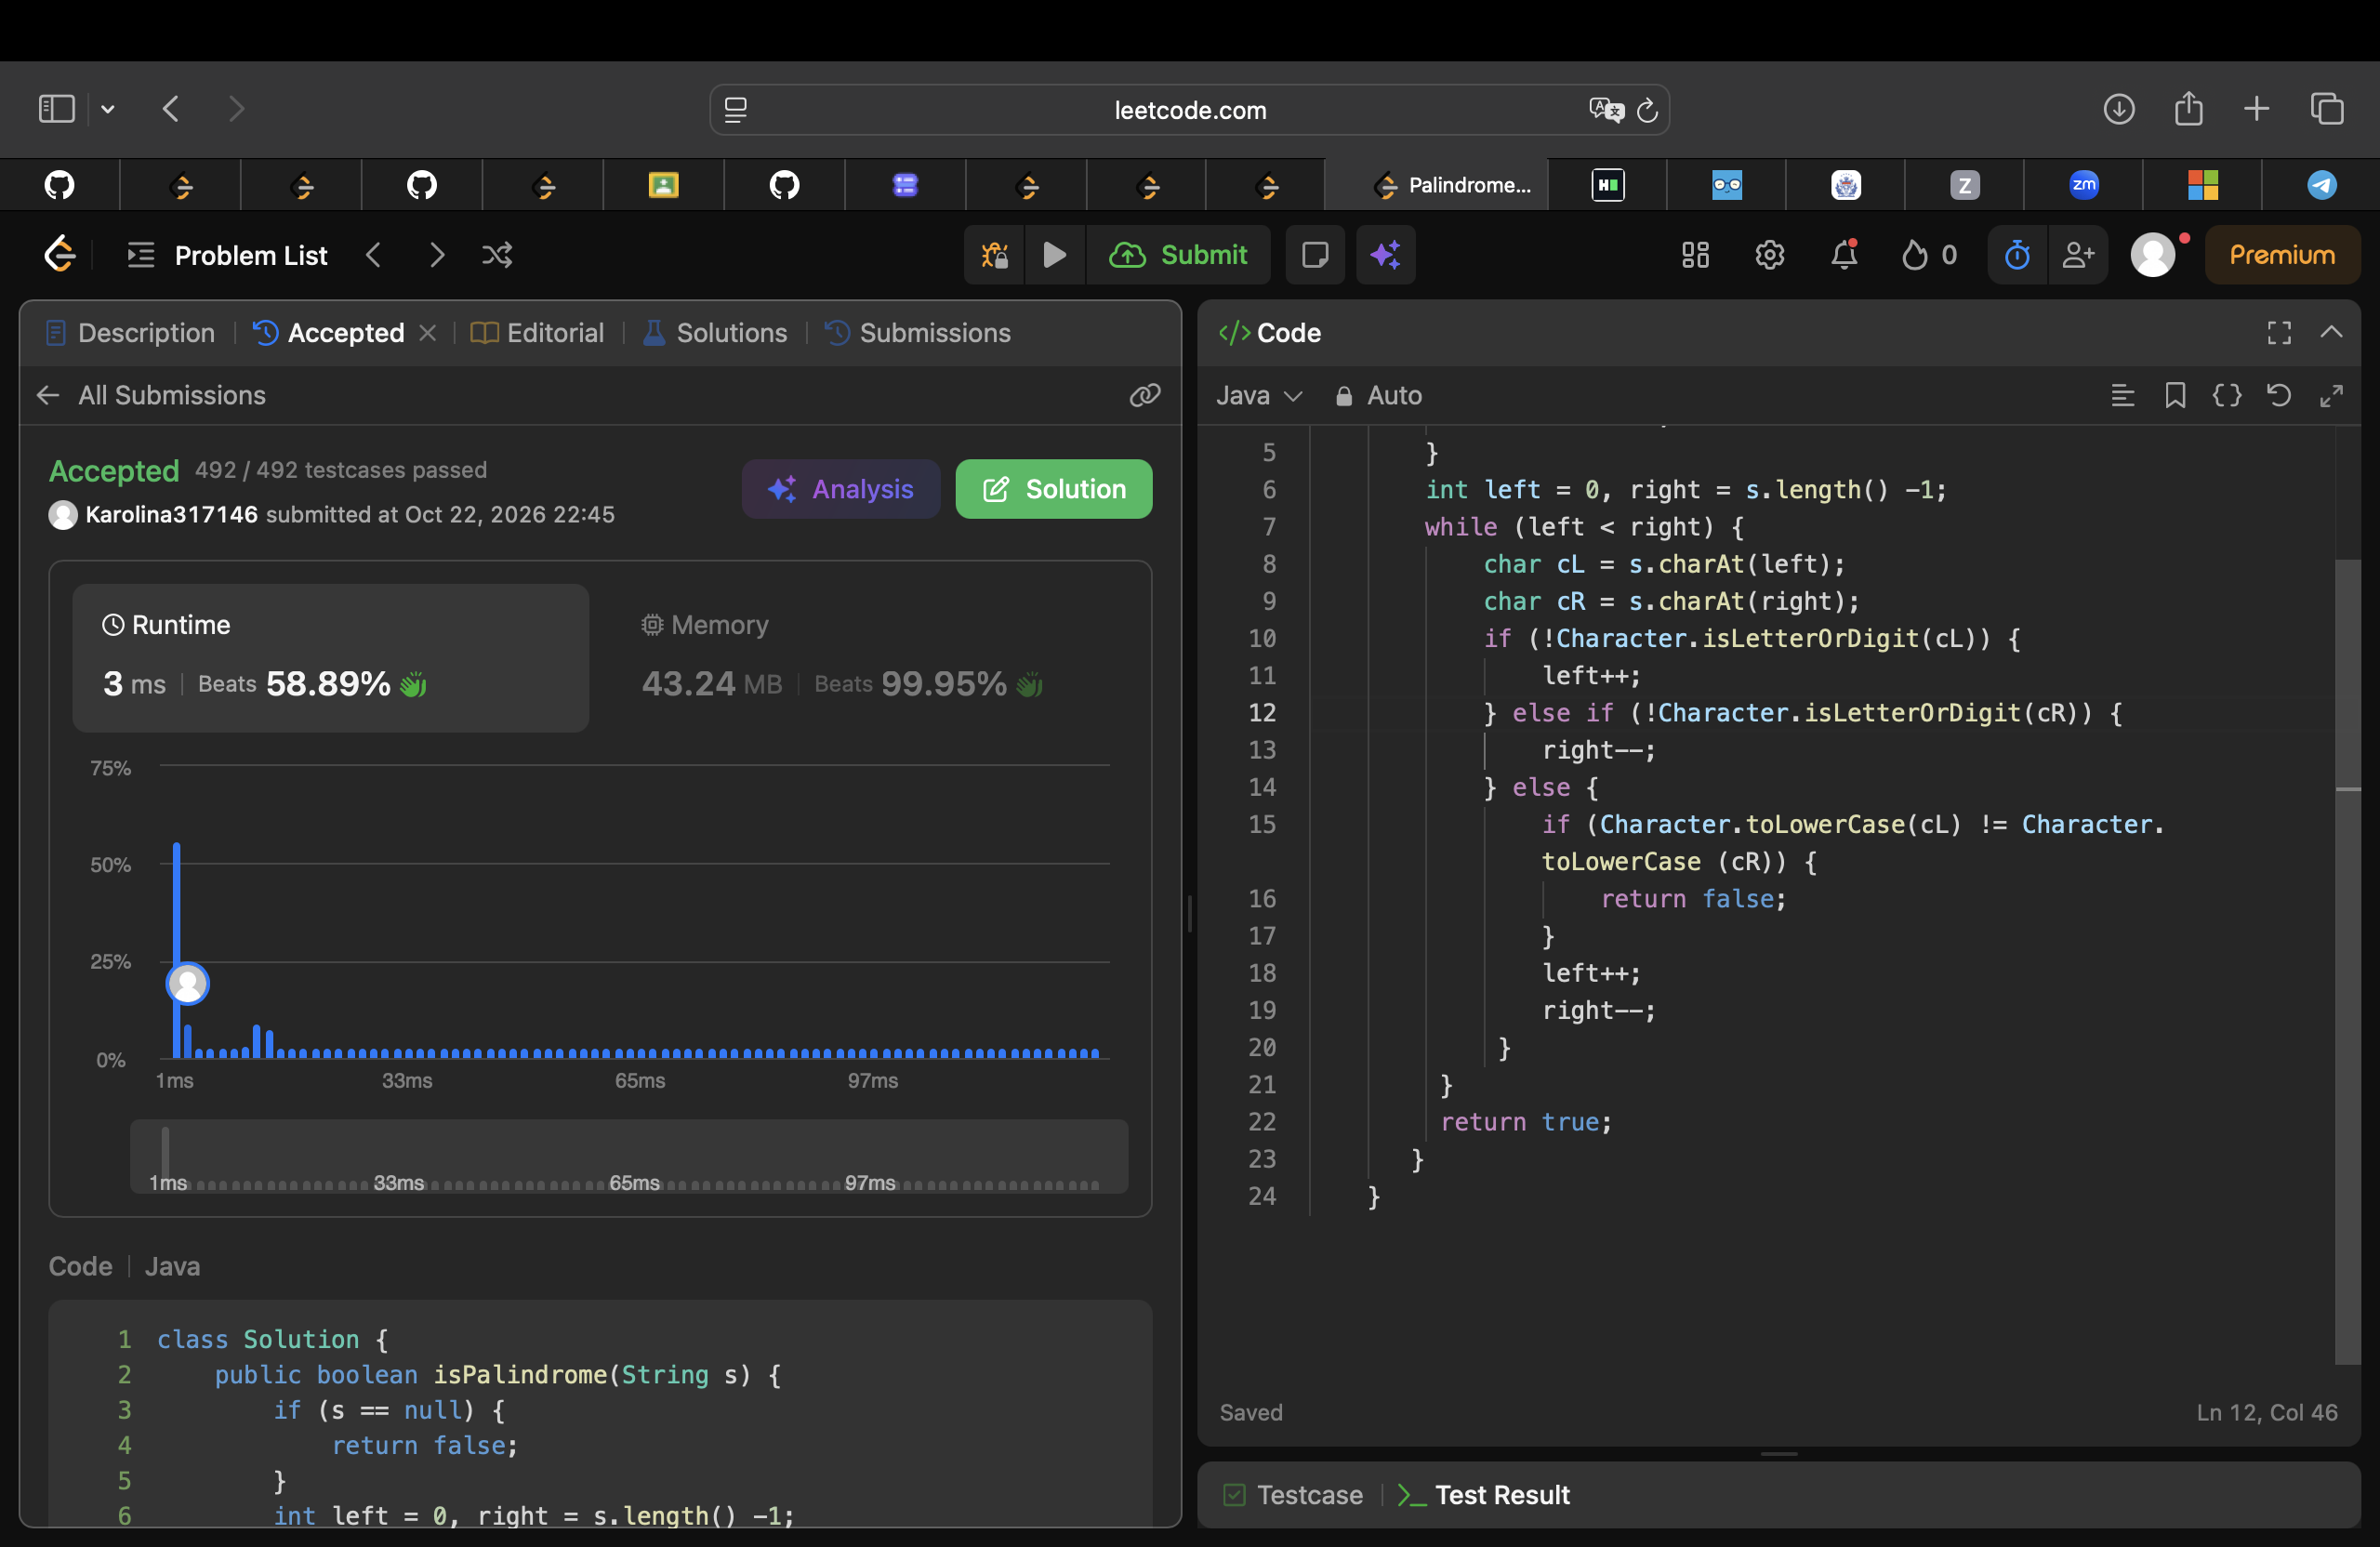 leetcode.com
Palindrome...
Problem List
Submit
0
Premium
Description
Accepted
Editorial
Solutions
Submissions
All Submissions
Accepted 492 / 492 testcases passed
Karolina317146 submitted at Oct 22, 2026 22:45
Analysis
Solution
Runtime
3 ms | Beats 58.89%
Memory
43.24 MB | Beats 99.95%
75%
50%
25%
0%
1ms 33ms 65ms 97ms
1ms 33ms 65ms 97ms
Code | Java
1 class Solution {
2 public boolean isPalindrome(String s) {
3 if (s == null) {
4 return false;
5 }
6 int left = 0, right = s.length() -1;
</> Code
Java Auto
5 }
6 int left = 0, right = s.length() -1;
7 while (left < right) {
8 char cL = s.charAt(left);
9 char cR = s.charAt(right);
10 if (!Character.isLetterOrDigit(cL)) {
11 left++;
12 } else if (!Character.isLetterOrDigit(cR)) {
13 right--;
14 } else {
15 if (Character.toLowerCase(cL) != Character.
toLowerCase (cR)) {
16 return false;
17 }
18 left++;
19 right--;
20 }
21 }
22 return true;
23 }
24 }
Saved
Ln 12, Col 46
Testcase
Test Result